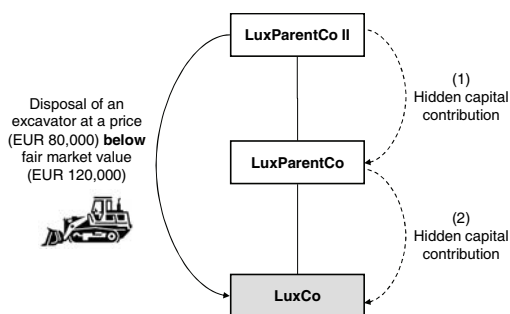 LuxParentCo II
(1)
Hidden capital
contribution
Disposal of an
excavator at a price
(EUR 80,000) below
fair market value
(EUR 120,000)
LuxParentCo
(2)
Hidden capital
contribution
LuxCo